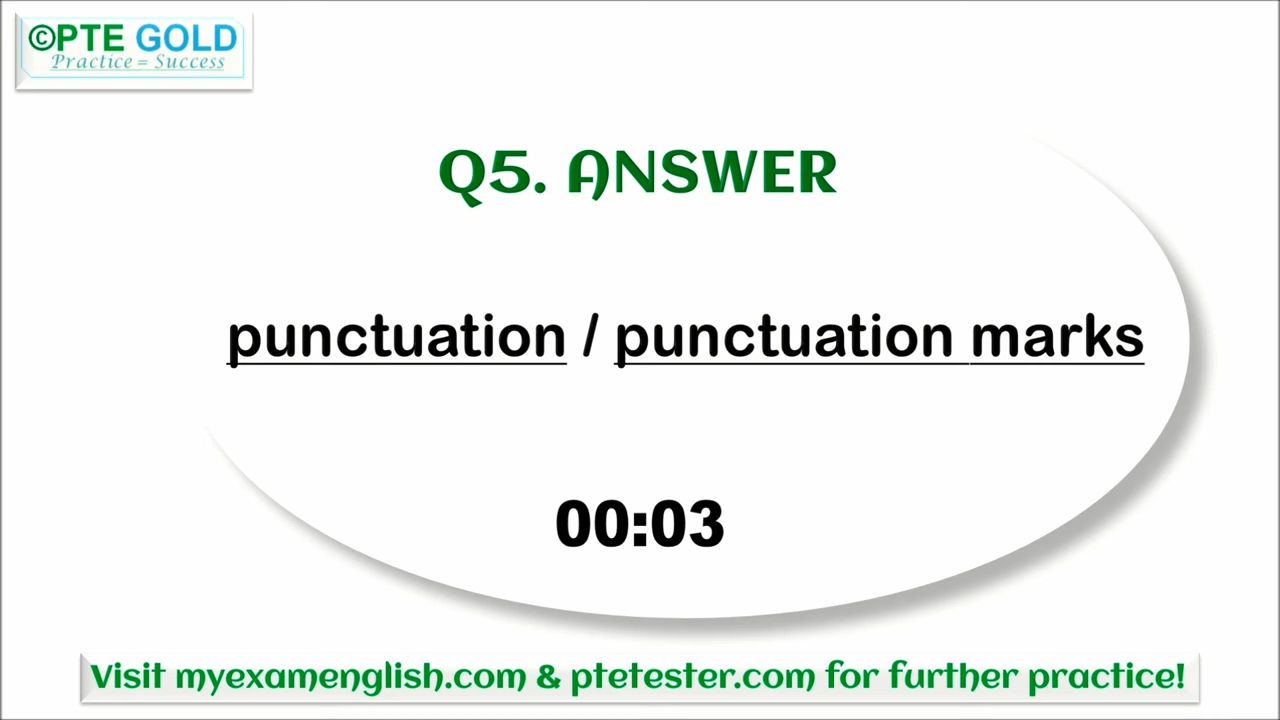 ©PTE GOLD
Practice = Success
Q5. ANSWER
punctuation / punctuation marks
00:03
Visit myexamenglish.com & ptetester.com for further practice!